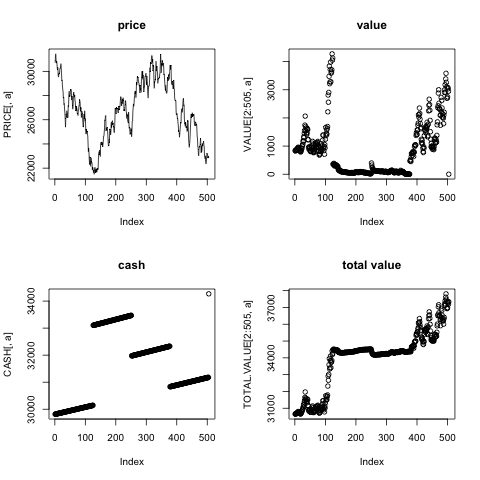 price
PRICE[, a]
22000 26000 30000
0 100 200 300 400 500
Index
value
VALUE[2:505, a]
0 1000 3000
0 100 200 300 400 500
Index
cash
CASH[, a]
30000 32000 34000
0 100 200 300 400 500
Index
total value
TOTAL.VALUE[2:505, a]
31000 34000 37000
0 100 200 300 400 500
Index